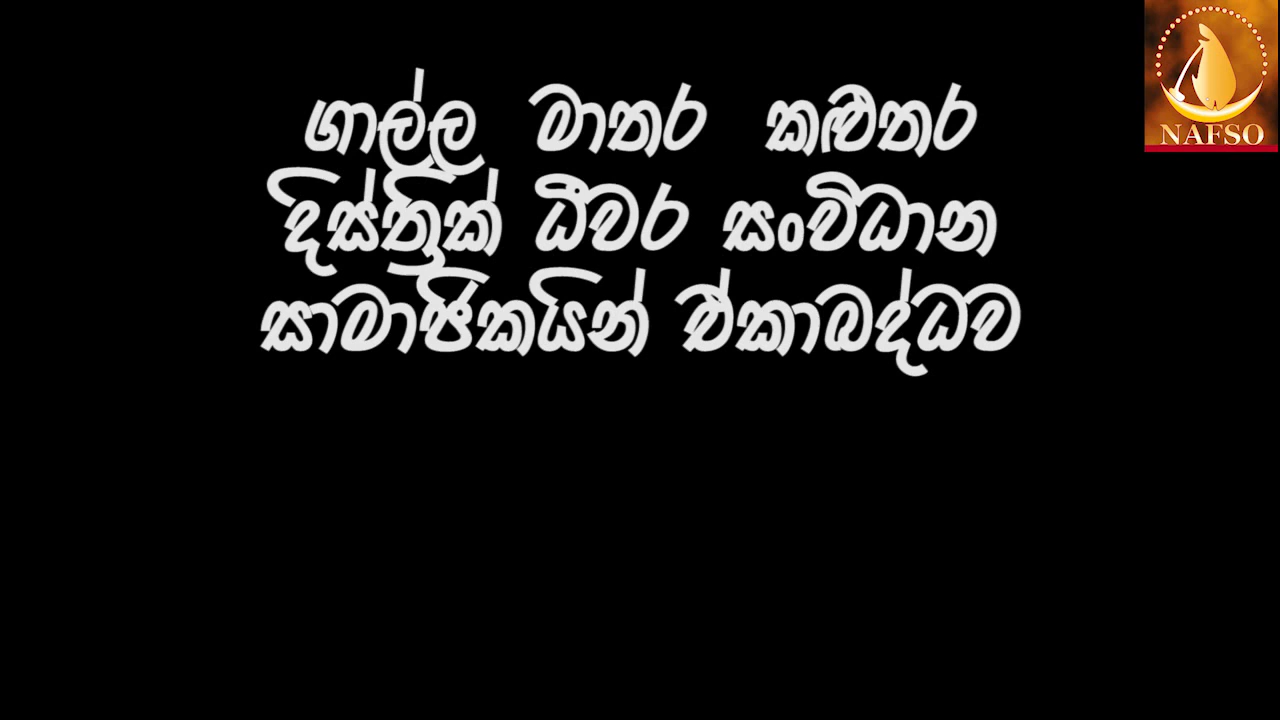 ගාල්ල මාතර කළුතර
දිස්ත්‍රික් ධීවර සංවිධාන
සාමාජිකයින් ඒකාබද්ධව
NAFSO